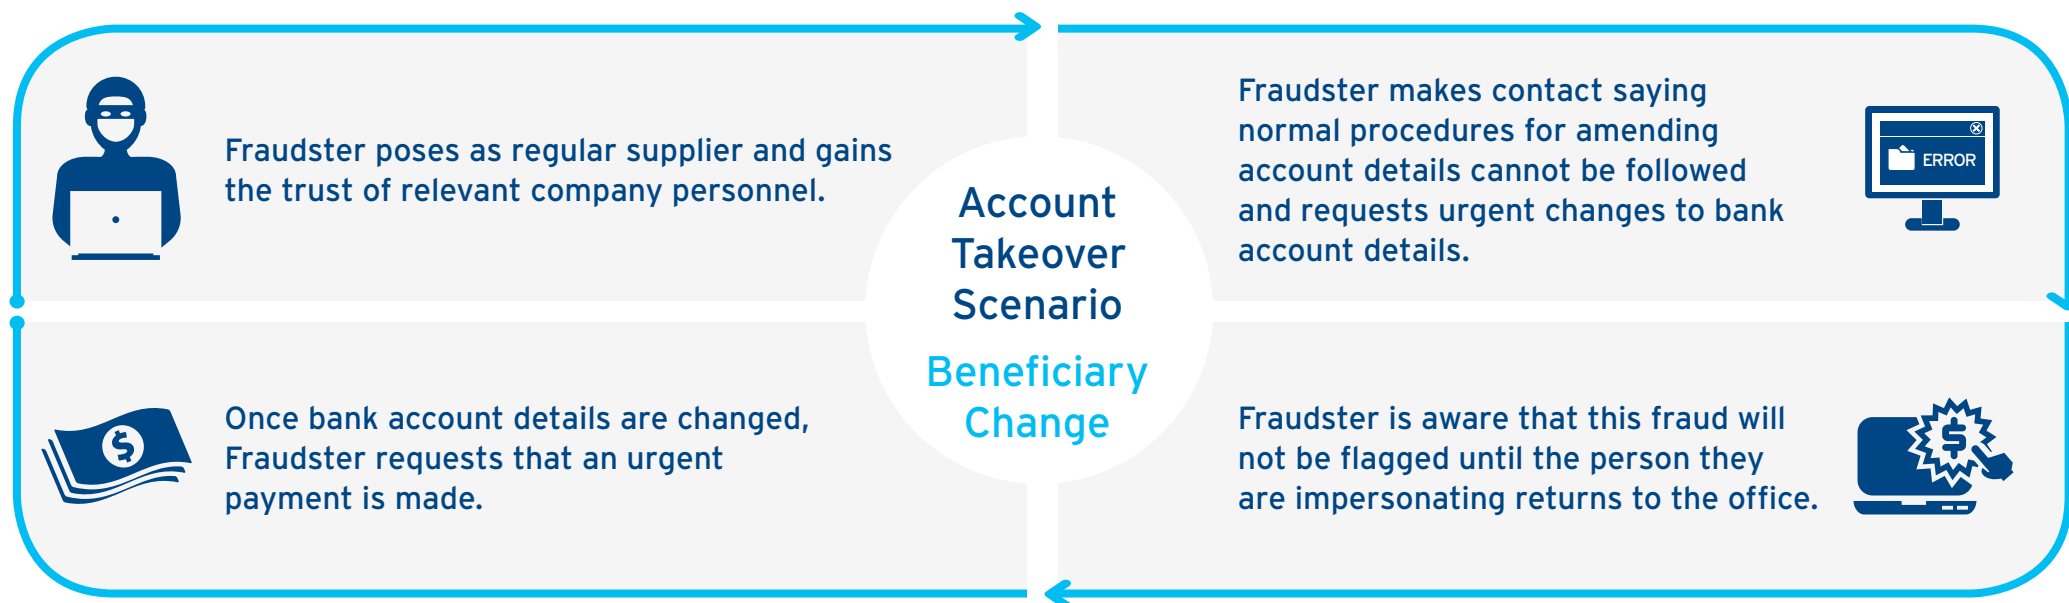 Fraudster poses as regular supplier and gains
the trust of relevant company personnel.
Fraudster makes contact saying
normal procedures for amending
account details cannot be followed
and requests urgent changes to bank
account details.
ERROR
Account
Takeover
Scenario
Beneficiary
Change
Fraudster is aware that this fraud will
not be flagged until the person they
are impersonating returns to the office.
Once bank account details are changed,
Fraudster requests that an urgent
payment is made.